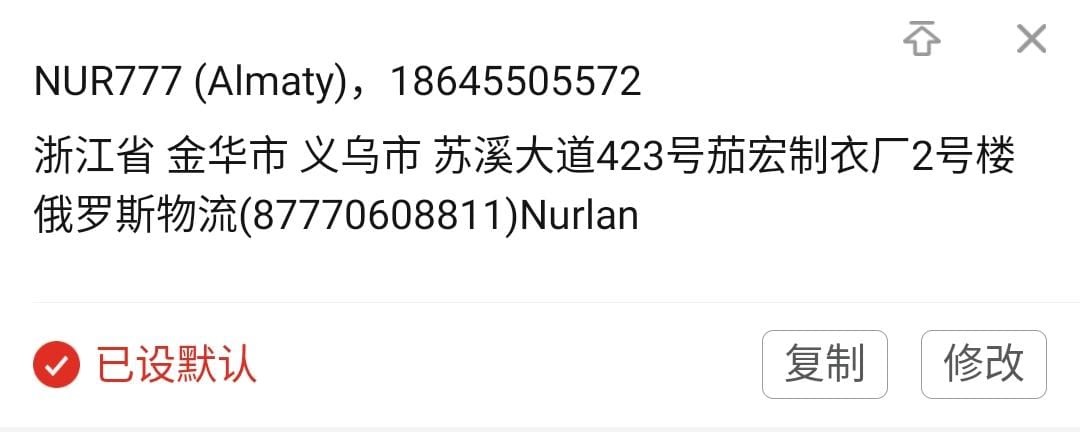 NUR777 (Almaty)，18645505572
浙江省 金华市 义乌市 苏溪大道423号茄宏制衣厂2号楼
俄罗斯物流(87770608811)Nurlan
已设默认
复制
修改